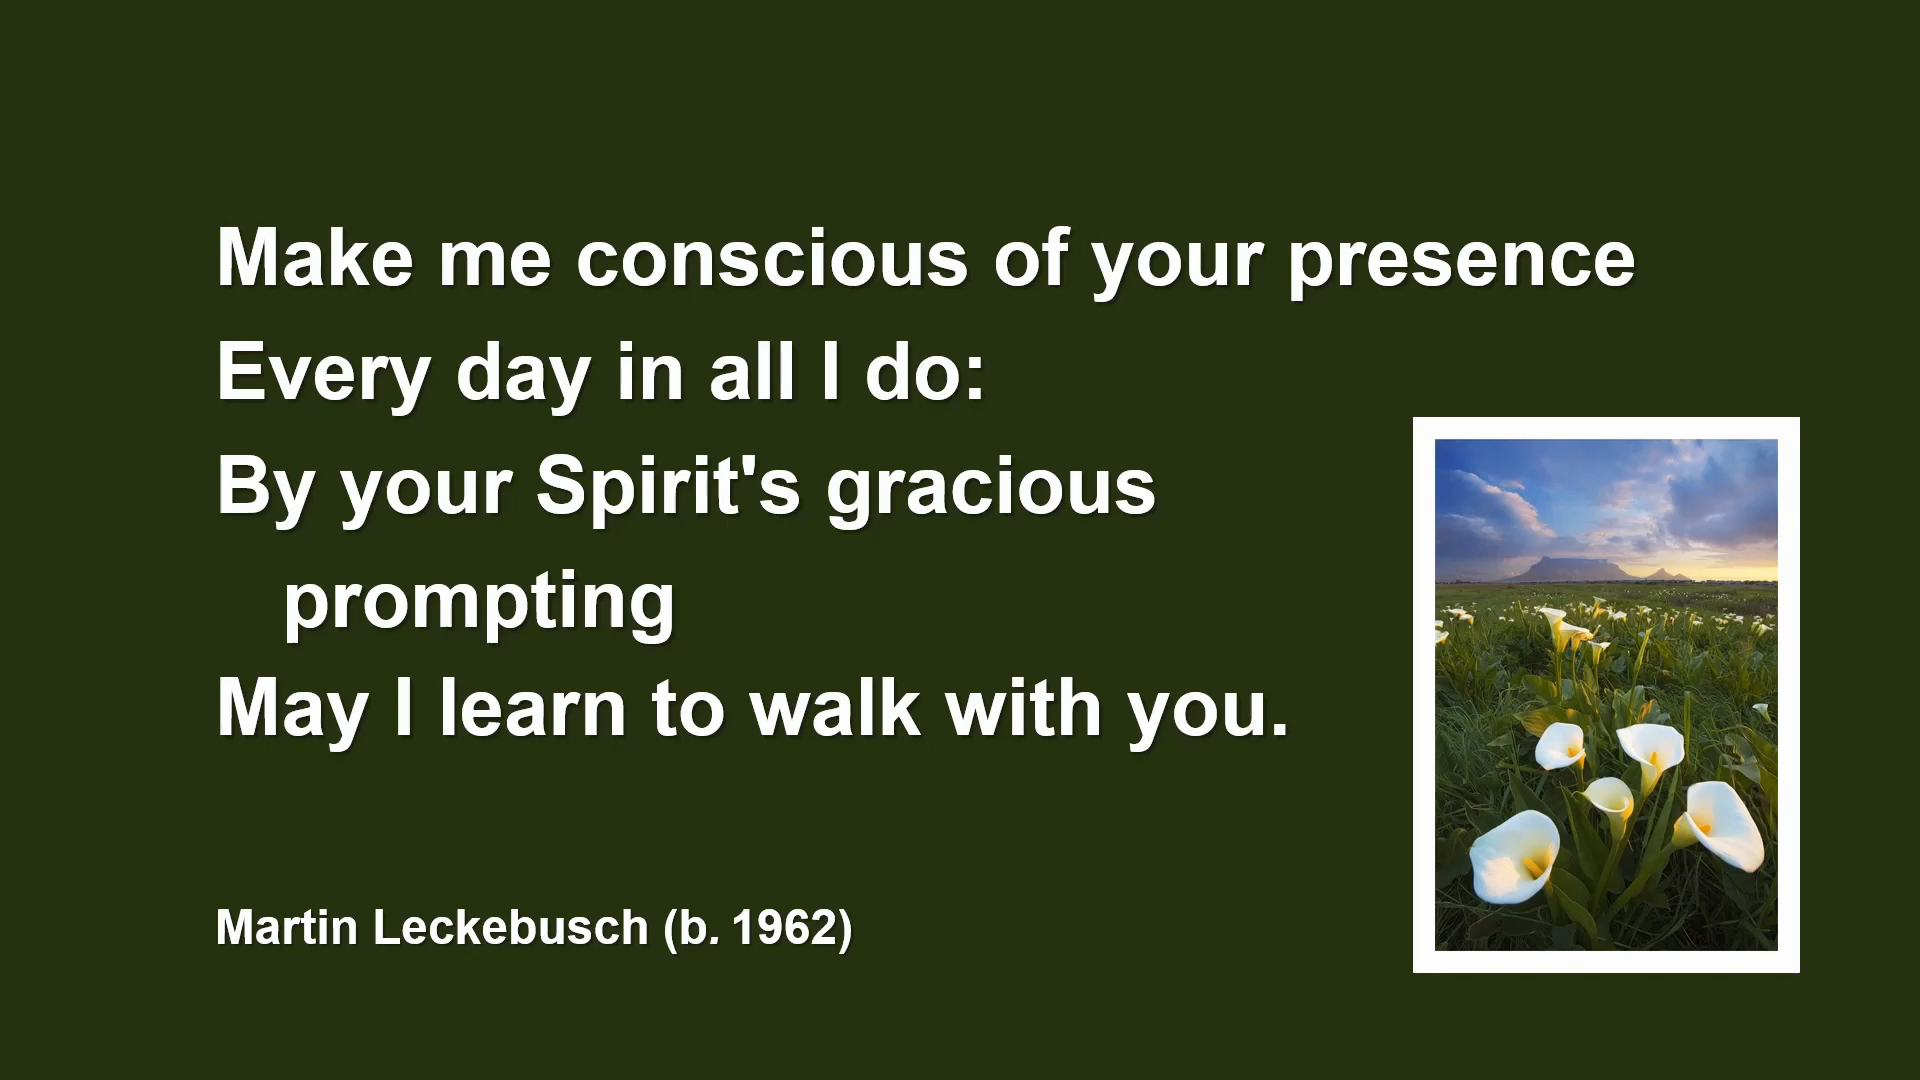 Make me conscious of your presence
Every day in all I do:
By your Spirit's gracious
prompting
May I learn to walk with you.
Martin Leckebusch (b. 1962)